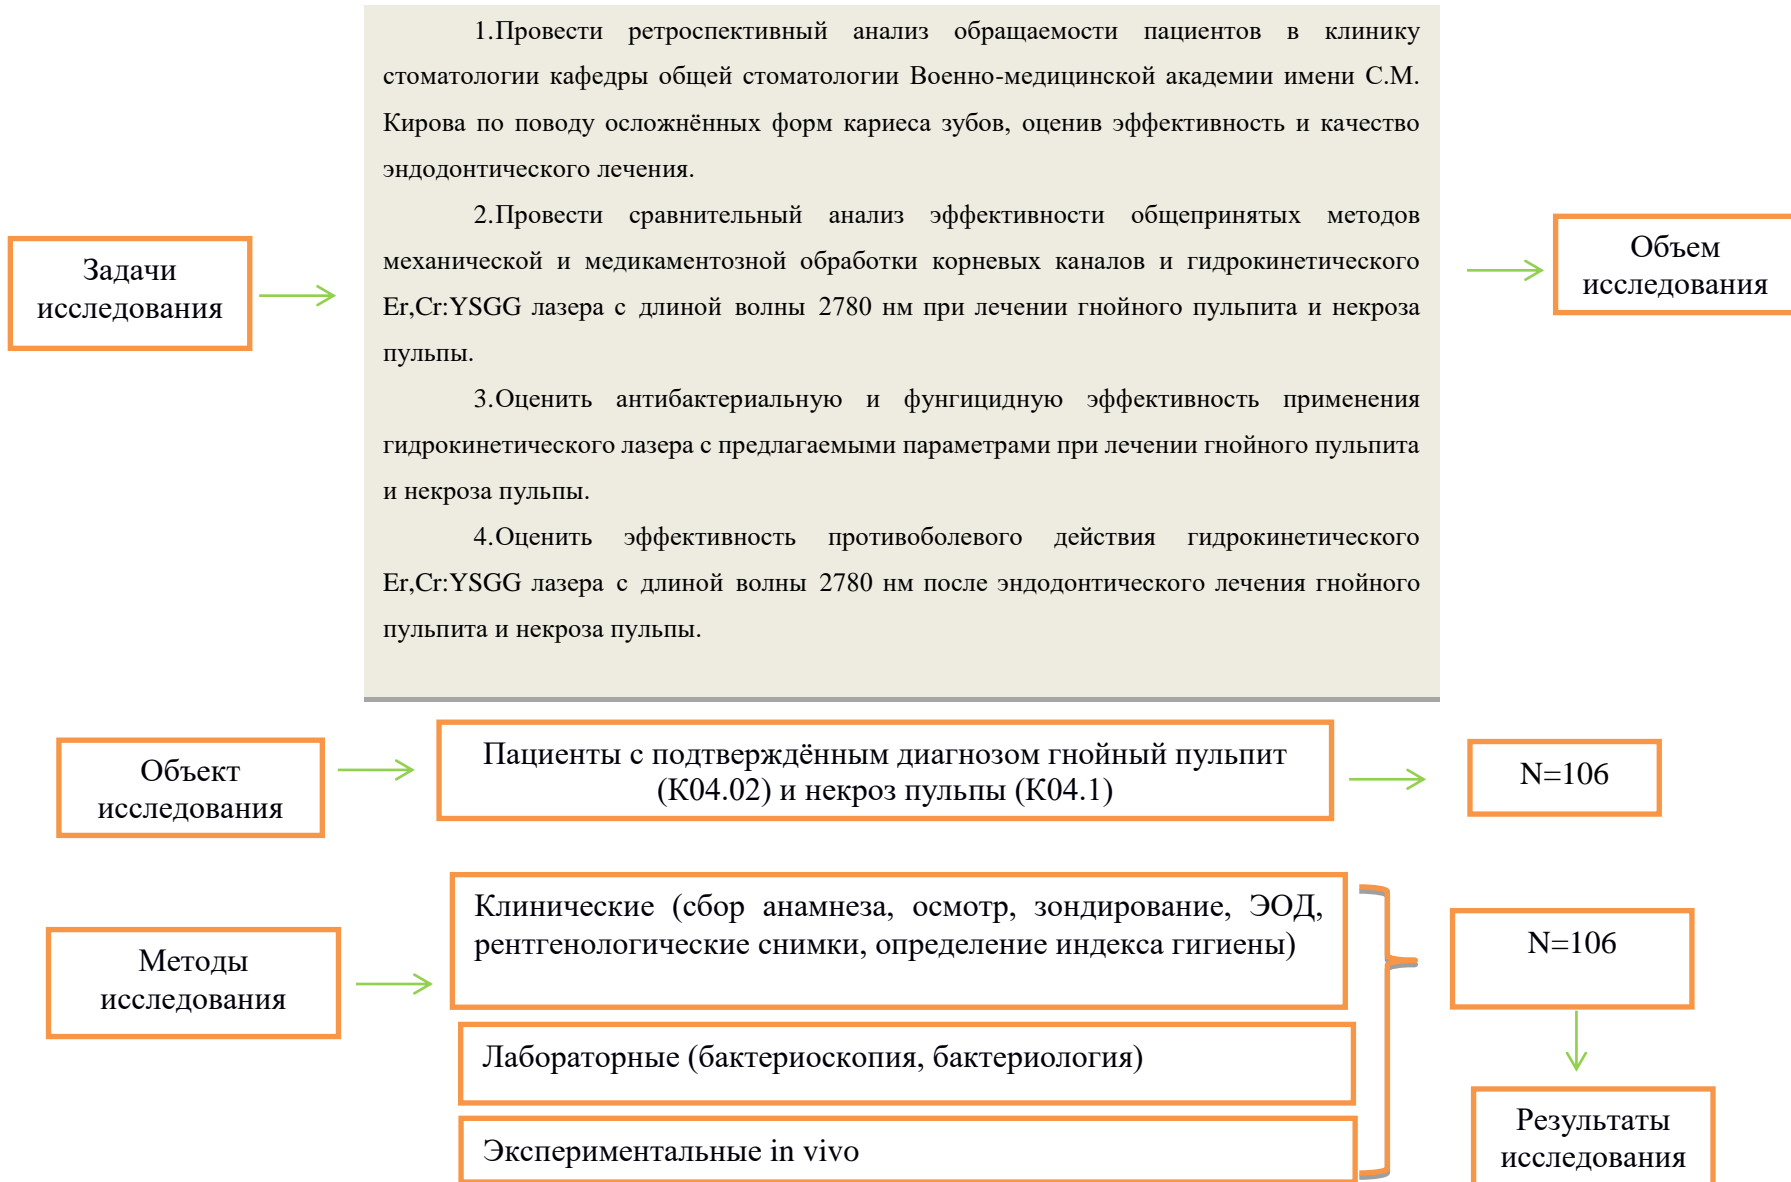 1.Провести ретроспективный анализ обращаемости пациентов в клинику
стоматологии кафедры общей стоматологии Военно-медицинской академии имени С.М.
Кирова по поводу осложнённых форм кариеса зубов, оценив эффективность и качество
эндодонтического лечения.
2.Провести сравнительный анализ эффективности общепринятых методов
механической и медикаментозной обработки корневых каналов и гидрокинетического
Er,Cr:YSGG лазера с длиной волны 2780 нм при лечении гнойного пульпита и некроза
пульпы.
3.Оценить антибактериальную и фунгицидную эффективность применения
гидрокинетического лазера с предлагаемыми параметрами при лечении гнойного пульпита
и некроза пульпы.
4.Оценить эффективность противоболевого действия гидрокинетического
Er,Cr:YSGG лазера с длиной волны 2780 нм после эндодонтического лечения гнойного
пульпита и некроза пульпы.
Задачи
исследования
Объем
исследования
Объект
исследования
Пациенты с подтверждённым диагнозом гнойный пульпит
(К04.02) и некроз пульпы (К04.1)
N=106
Методы
исследования
Клинические (сбор анамнеза, осмотр, зондирование, ЭОД,
рентгенологические снимки, определение индекса гигиены)
N=106
Лабораторные (бактериоскопия, бактериология)
Экспериментальные in vivo
Результаты
исследования